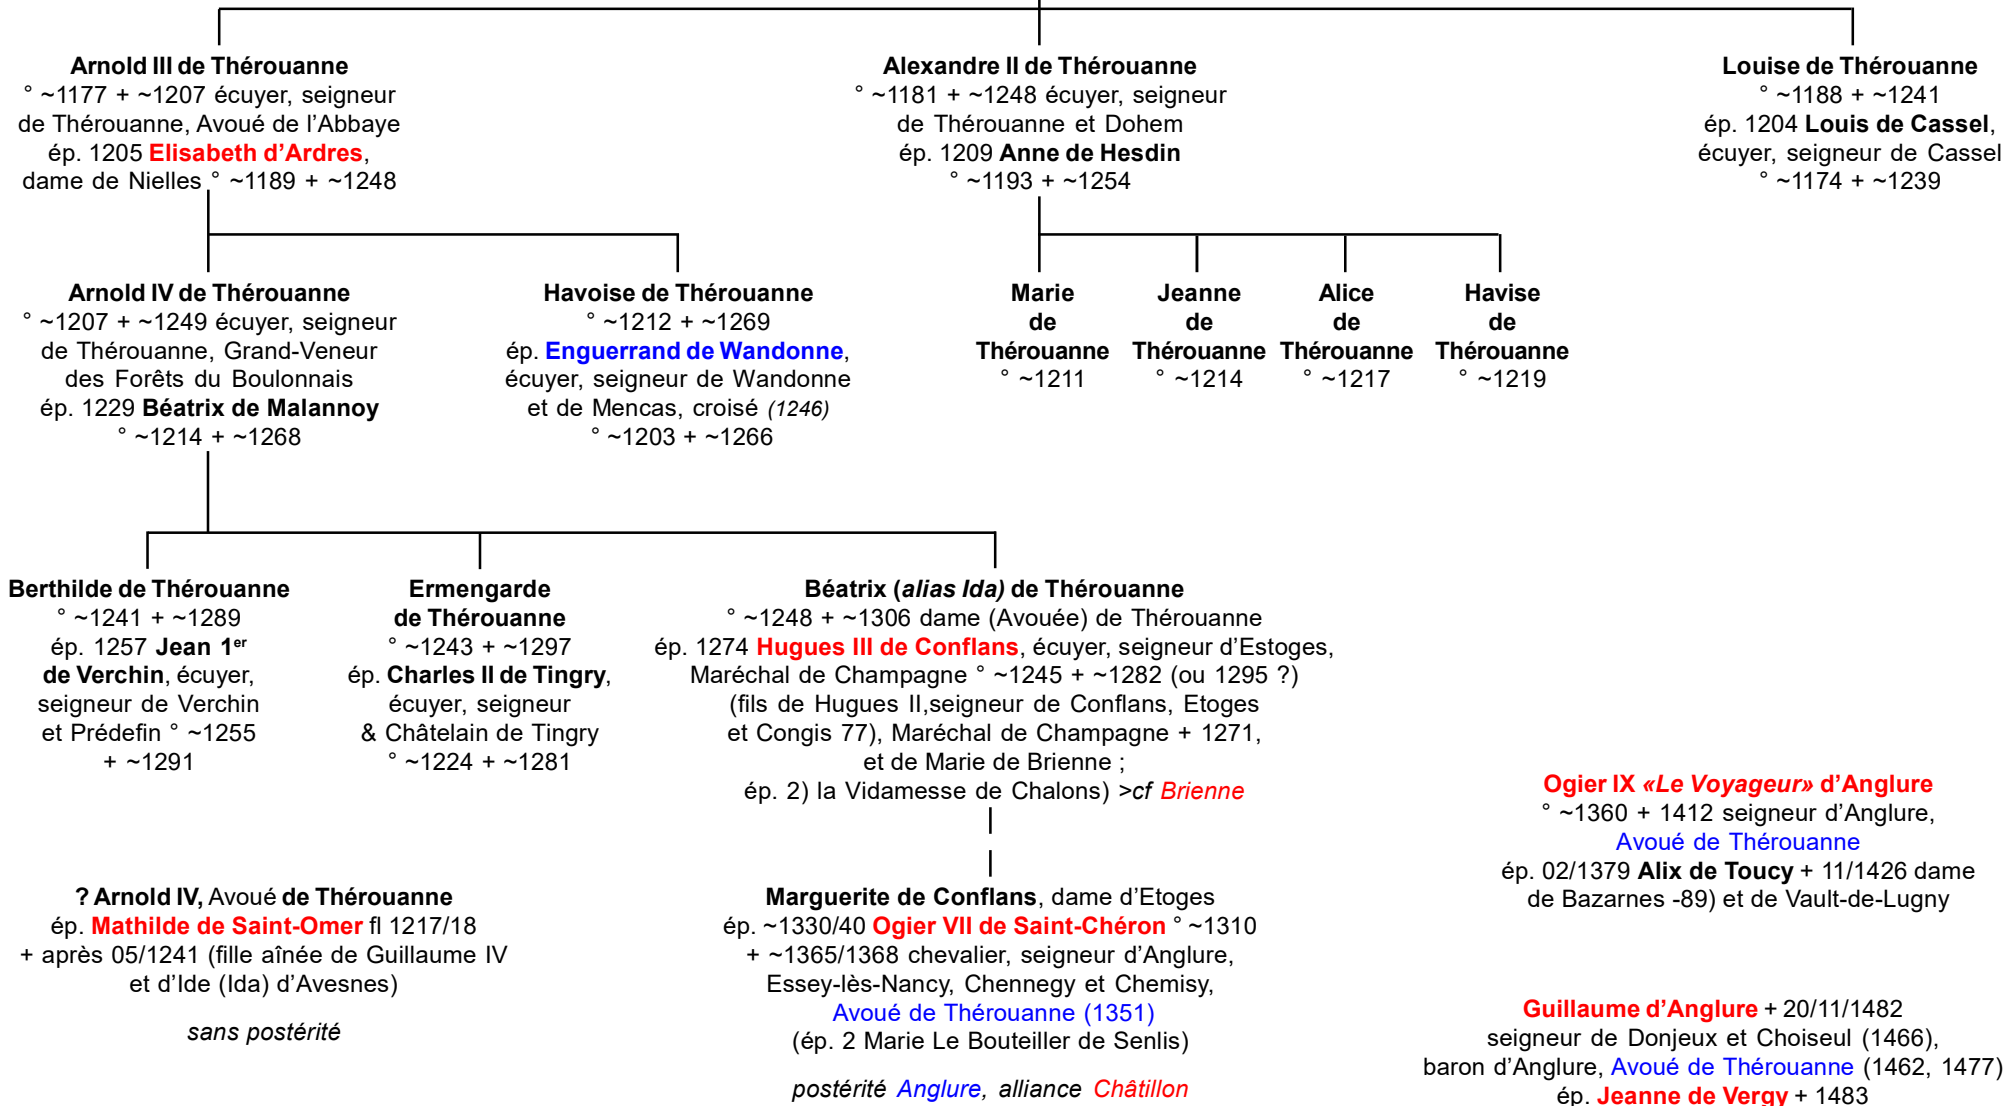 Arnold III de Thérouanne
° ~1177 + ~1207 écuyer, seigneur
de Thérouanne, Avoué de l’Abbaye
ép. 1205 Elisabeth d’Ardres,
dame de Nielles ° ~1189 + ~1248
Alexandre II de Thérouanne
° ~1181 + ~1248 écuyer, seigneur
de Thérouanne et Dohem
ép. 1209 Anne de Hesdin
° ~1193 + ~1254
Louise de Thérouanne
° ~1188 + ~1241
ép. 1204 Louis de Cassel,
écuyer, seigneur de Cassel
° ~1174 + ~1239
Arnold IV de Thérouanne
° ~1207 + ~1249 écuyer, seigneur
de Thérouanne, Grand-Veneur
des Forêts du Boulonnais
ép. 1229 Béatrix de Malannoy
° ~1214 + ~1268
Havoise de Thérouanne
° ~1212 + ~1269
ép. Enguerrand de Wandonne,
écuyer, seigneur de Wandonne
et de Mencas, croisé (1246)
° ~1203 + ~1266
Marie
de
Thérouanne
° ~1211
Jeanne
de
Thérouanne
° ~1214
Alice
de
Thérouanne
° ~1217
Havise
de
Thérouanne
° ~1219
Berthilde de Thérouanne
° ~1241 + ~1289
ép. 1257 Jean 1er
de Verchin, écuyer,
seigneur de Verchin
et Prédefin ° ~1255
+ ~1291
Ermengarde
de Thérouanne
° ~1243 + ~1297
ép. Charles II de Tingry,
écuyer, seigneur
& Châtelain de Tingry
° ~1224 + ~1281
Béatrix (alias Ida) de Thérouanne
° ~1248 + ~1306 dame (Avouée) de Thérouanne
ép. 1274 Hugues III de Conflans, écuyer, seigneur d’Estoges,
Maréchal de Champagne ° ~1245 + ~1282 (ou 1295 ?)
(fils de Hugues II,seigneur de Conflans, Etoges
et Congis 77), Maréchal de Champagne + 1271,
et de Marie de Brienne ;
ép. 2) la Vidamesse de Chalons) >cf Brienne
? Arnold IV, Avoué de Thérouanne
ép. Mathilde de Saint-Omer fl 1217/18
+ après 05/1241 (fille aînée de Guillaume IV
et d’Ide (Ida) d’Avesnes)
sans postérité
Marguerite de Conflans, dame d’Etoges
ép. ~1330/40 Ogier VII de Saint-Chéron ° ~1310
+ ~1365/1368 chevalier, seigneur d’Anglure,
Essey-lès-Nancy, Chennegy et Chemisy,
Avoué de Thérouanne (1351)
(ép. 2 Marie Le Bouteiller de Senlis)
postérité Anglure, alliance Châtillon
Ogier IX «Le Voyageur» d’Anglure
° ~1360 + 1412 seigneur d’Anglure,
Avoué de Thérouanne
ép. 02/1379 Alix de Toucy + 11/1426 dame
de Bazarnes -89) et de Vault-de-Lugny
Guillaume d’Anglure + 20/11/1482
seigneur de Donjeux et Choiseul (1466),
baron d’Anglure, Avoué de Thérouanne (1462, 1477)
ép. Jeanne de Vergy + 1483